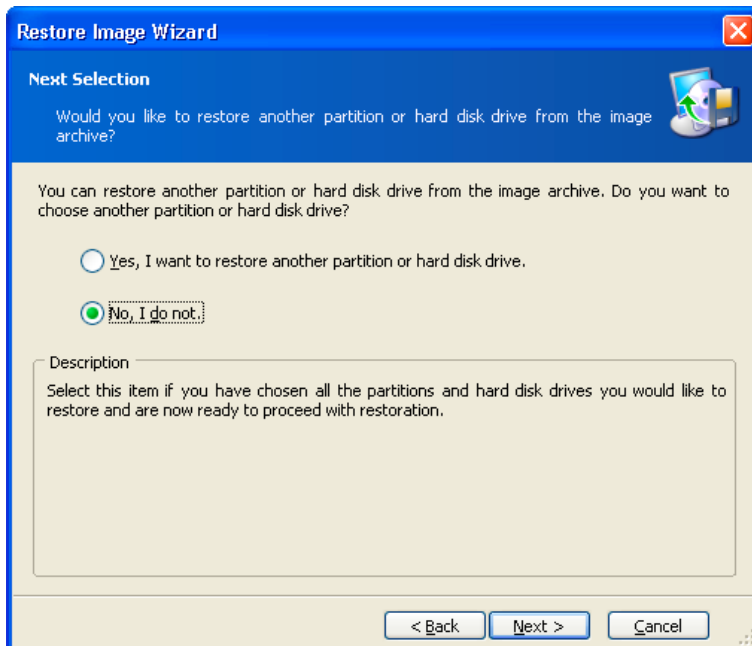 Restore Image Wizard
Next Selection
Would you like to restore another partition or hard disk drive from the image
archive?
You can restore another partition or hard disk drive from the image archive. Do you want to
choose another partition or hard disk drive?
Yes, I want to restore another partition or hard disk drive.
No, I do not.
Description
Select this item if you have chosen all the partitions and hard disk drives you would like to
restore and are now ready to proceed with restoration.
< Back Next > Cancel